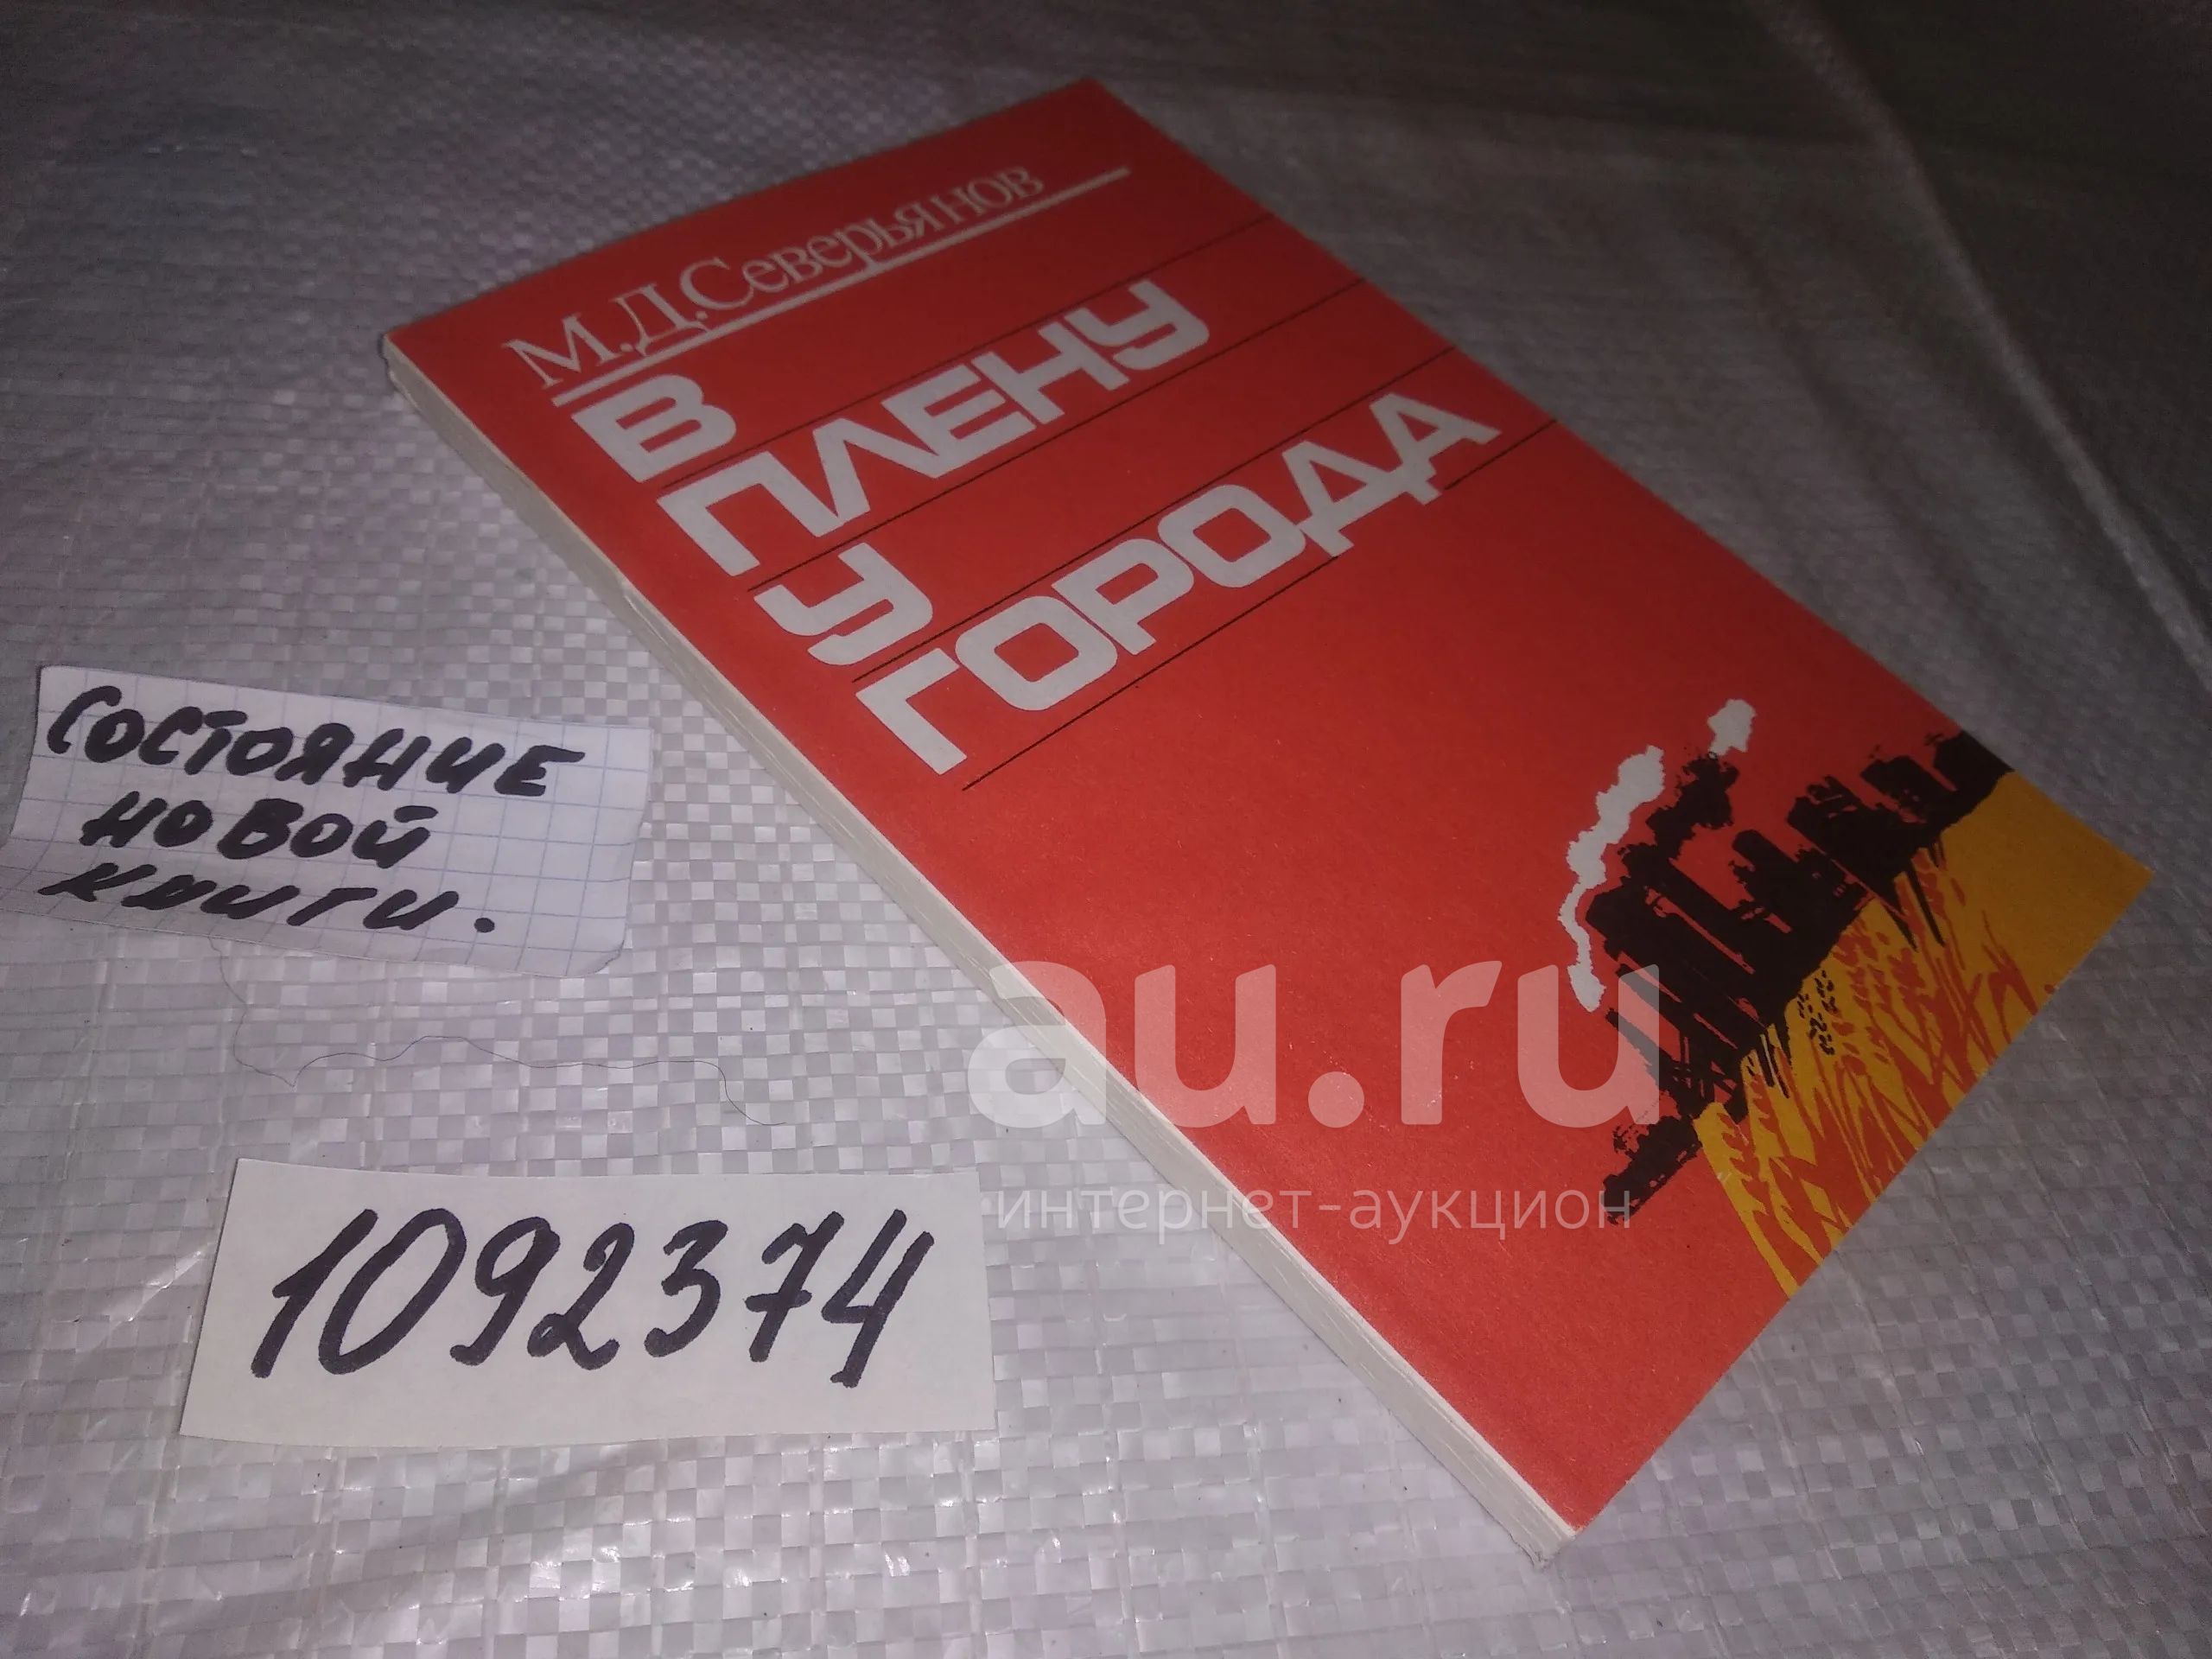 М.Д.Северьянов
В
ПЛЕНУ
У
ГОРОДА
СОСТОЯНИЕ
НОВОЙ
КНИГИ.
au.ru
интернет-аукцион
1092374